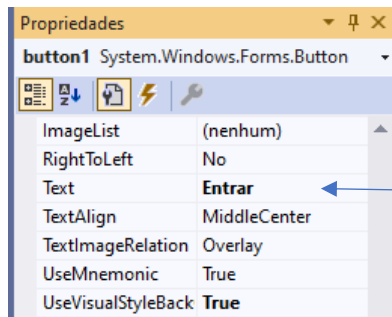 Propriedades
button1 System.Windows.Forms.Button
ImageList (nenhum)
RightToLeft No
Text Entrar
TextAlign MiddleCenter
TextImageRelation Overlay
UseMnemonic True
UseVisualStyleBack True